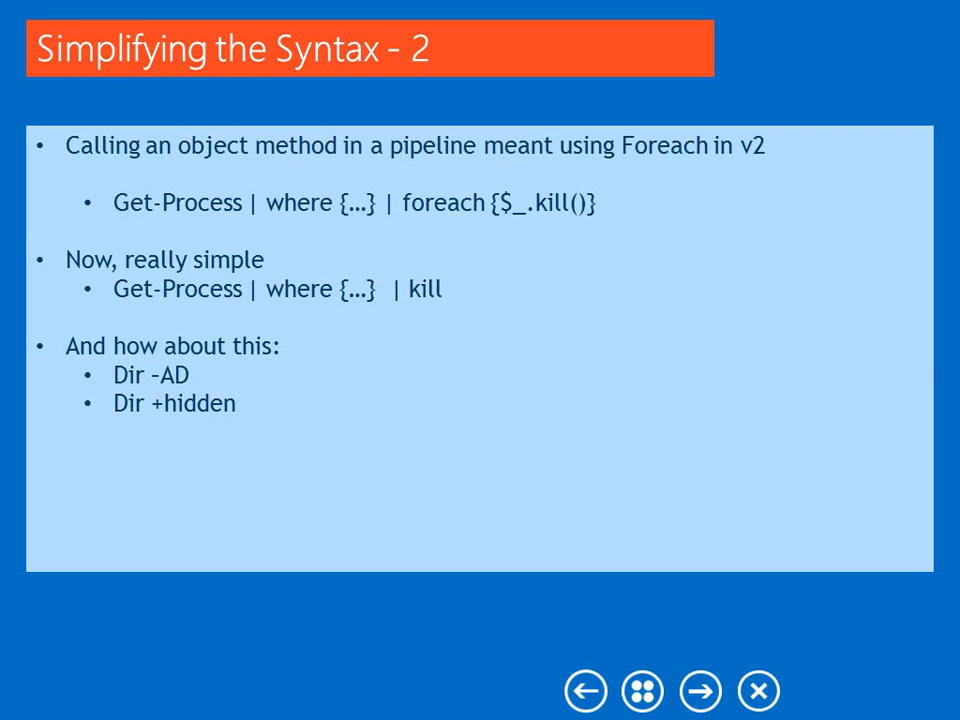 Simplifying the Syntax - 2
• Calling an object method in a pipeline meant using Foreach in v2
• Get-Process | where {…} | foreach {$_.kill()}
• Now, really simple
• Get-Process | where {…}  | kill
• And how about this:
• Dir –AD
• Dir +hidden